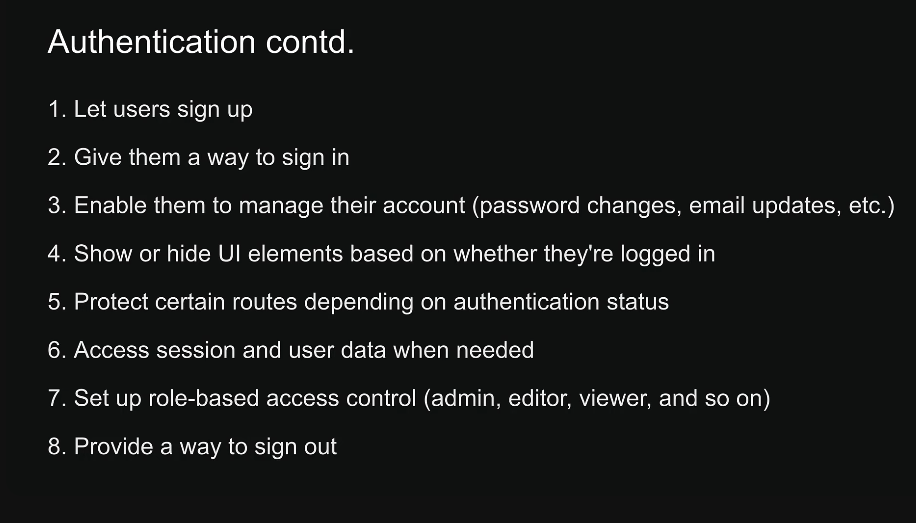 Authentication contd.
1. Let users sign up
2. Give them a way to sign in
3. Enable them to manage their account (password changes, email updates, etc.)
4. Show or hide UI elements based on whether they're logged in
5. Protect certain routes depending on authentication status
6. Access session and user data when needed
7. Set up role-based access control (admin, editor, viewer, and so on)
8. Provide a way to sign out